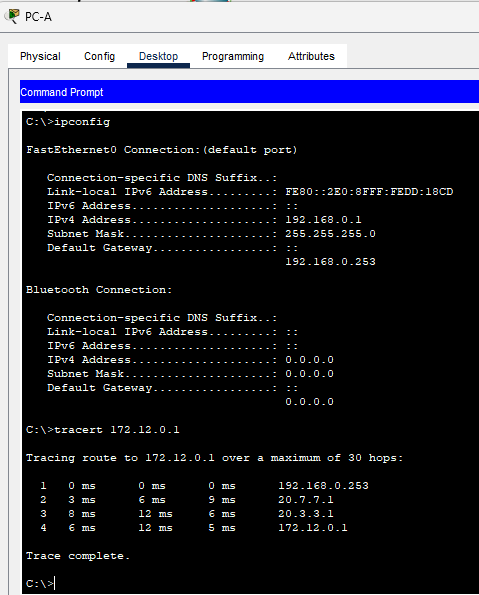 PC-A
Physical Config Desktop Programming Attributes
Command Prompt
C:\>ipconfig
FastEthernet0 Connection:(default port)
Connection-specific DNS Suffix..:
Link-local IPv6 Address.........: FE80::2E0:8FFF:FEDD:18CD
IPv6 Address....................: ::
IPv4 Address....................: 192.168.0.1
Subnet Mask.....................: 255.255.255.0
Default Gateway.................: ::
192.168.0.253
Bluetooth Connection:
Connection-specific DNS Suffix..:
Link-local IPv6 Address.........: ::
IPv6 Address....................: ::
IPv4 Address....................: 0.0.0.0
Subnet Mask.....................: 0.0.0.0
Default Gateway.................: ::
0.0.0.0
C:\>tracert 172.12.0.1
Tracing route to 172.12.0.1 over a maximum of 30 hops:
1 0 ms 0 ms 0 ms 192.168.0.253
2 3 ms 6 ms 9 ms 20.7.7.1
3 8 ms 12 ms 6 ms 20.3.3.1
4 6 ms 12 ms 5 ms 172.12.0.1
Trace complete.
C:\>